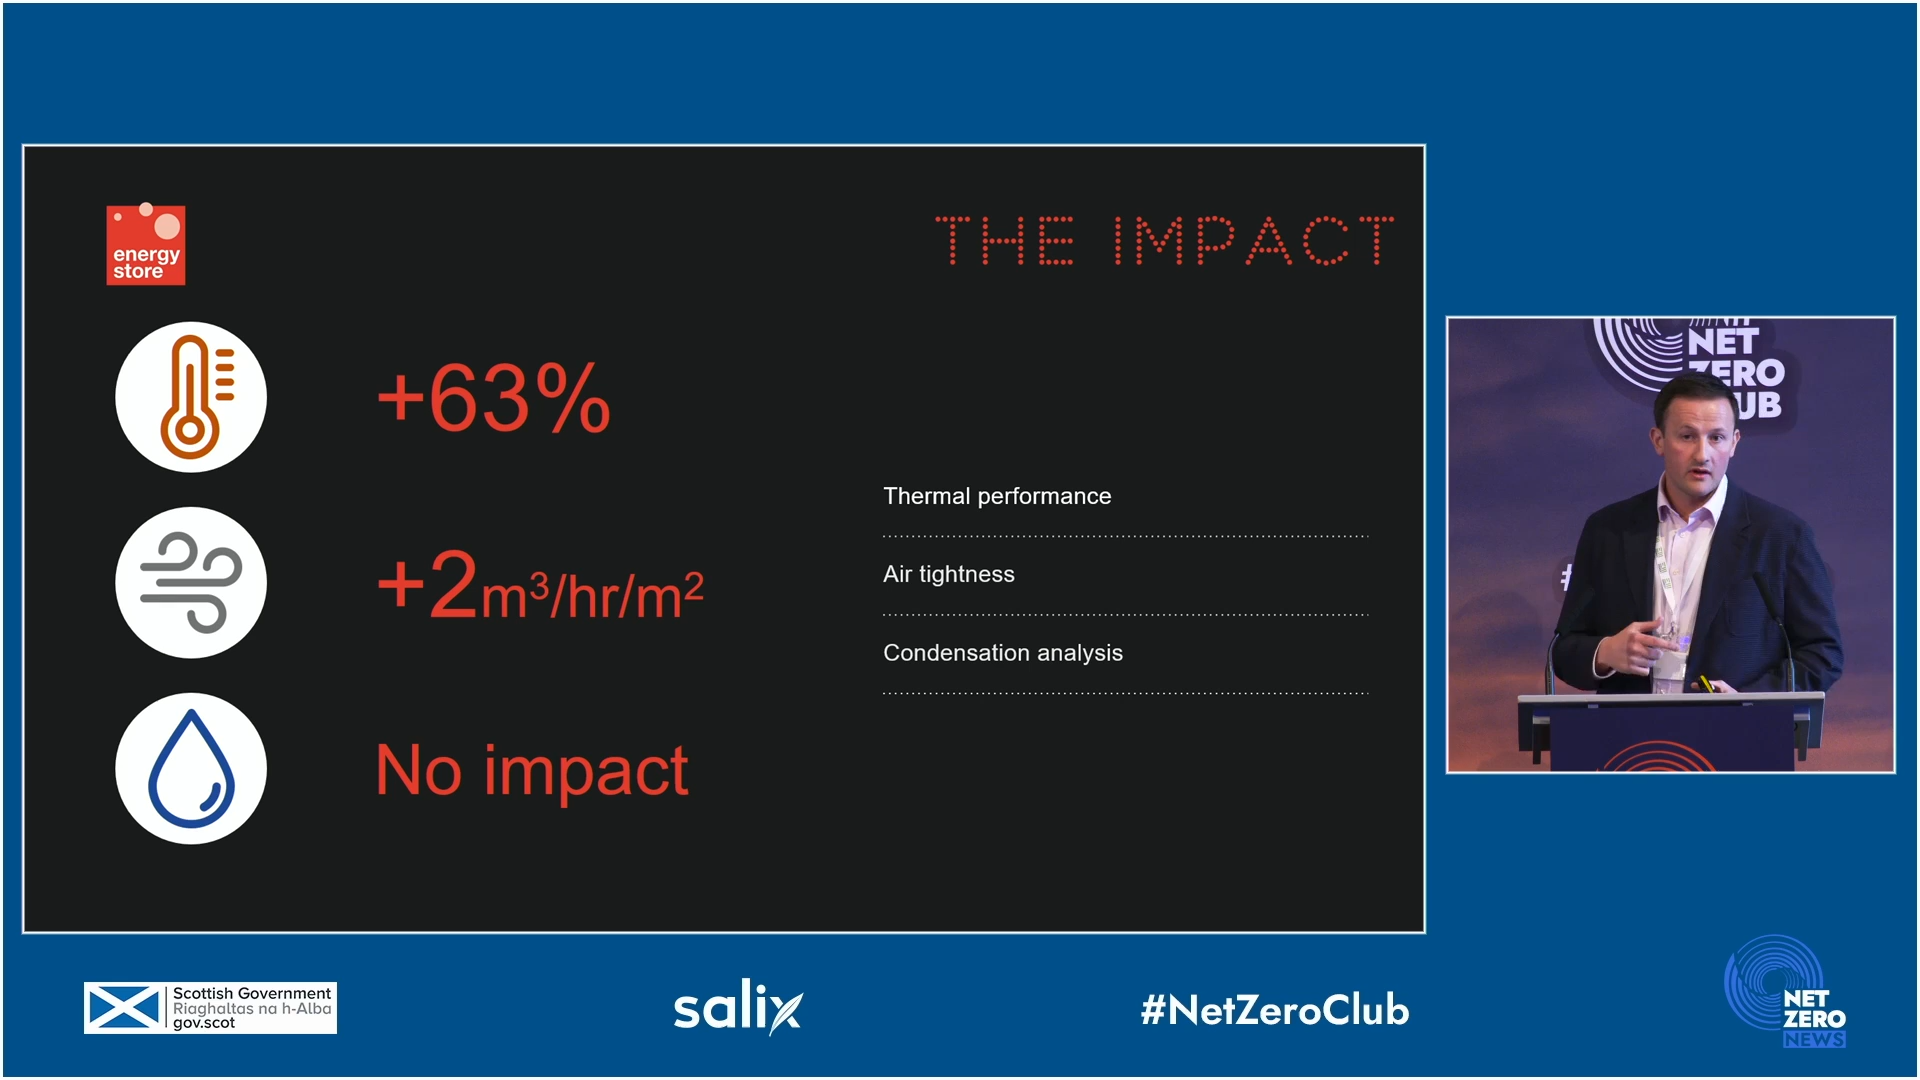 energy
store
THE IMPACT
+63%
+2m³/hr/m²
No impact
Thermal performance
Air tightness
Condensation analysis
NET
ZERO
CLUB
#
Scottish Government
Riaghaltas na h-Alba
gov.scot
salix
#NetZeroClub
NET
ZERO
NEWS